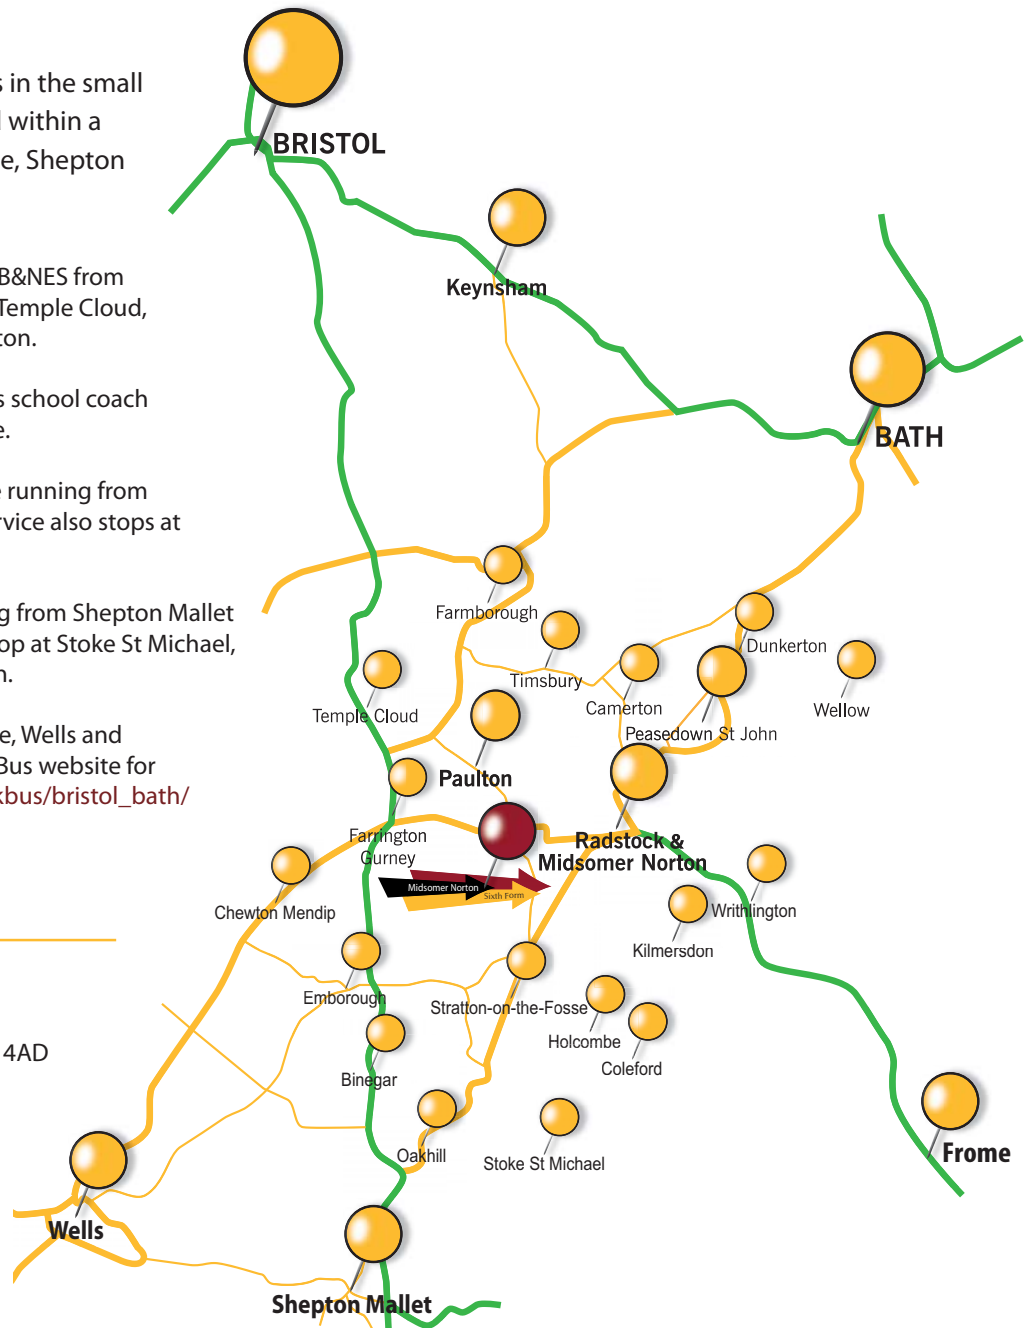 s in the small
l within a
e, Shepton
B&NES from
Temple Cloud,
ton.
s school coach
e.
e running from
rvice also stops at
g from Shepton Mallet
op at Stoke St Michael,
n.
e, Wells and
Bus website for
kbus/bristol_bath/
4AD
BRISTOL
Keynsham
BATH
Farmborough
Dunkerton
Timsbury
Camerton
Wellow
Temple Cloud
Peasedown St John
Paulton
Farrington
Gurney
Radstock &
Midsomer Norton
Midsomer Norton
Sixth Form
Chewton Mendip
Writhlington
Kilmersdon
Emborough
Stratton-on-the-Fosse
Holcombe
Coleford
Binegar
Oakhill
Stoke St Michael
Frome
Wells
Shepton Mallet